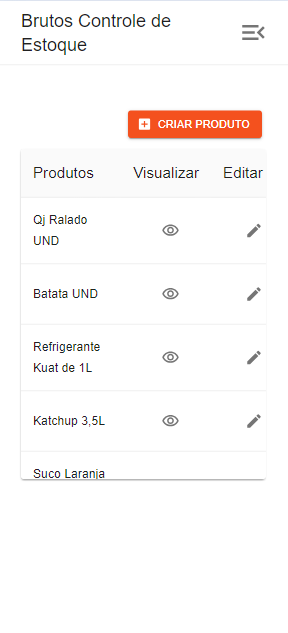 Brutos Controle de
Estoque
CRIAR PRODUTO
Produtos Visualizar Editar
Qj Ralado
UND
Batata UND
Refrigerante
Kuat de 1L
Katchup 3,5L
Suco Laranja